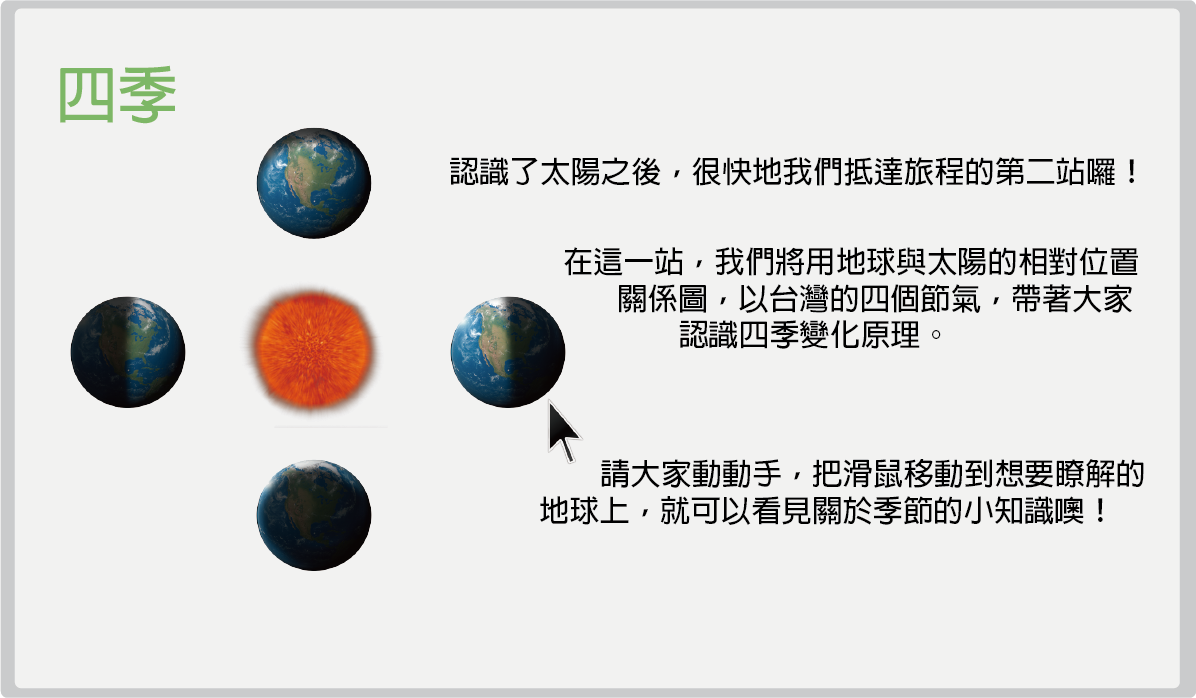 四季
認識了太陽之後，很快地我們抵達旅程的第二站囉！
在這一站，我們將用地球與太陽的相對位置
關係圖，以台灣的四個節氣，帶著大家
認識四季變化原理。
請大家動動手，把滑鼠移動到想要瞭解的
地球上，就可以看見關於季節的小知識噢！